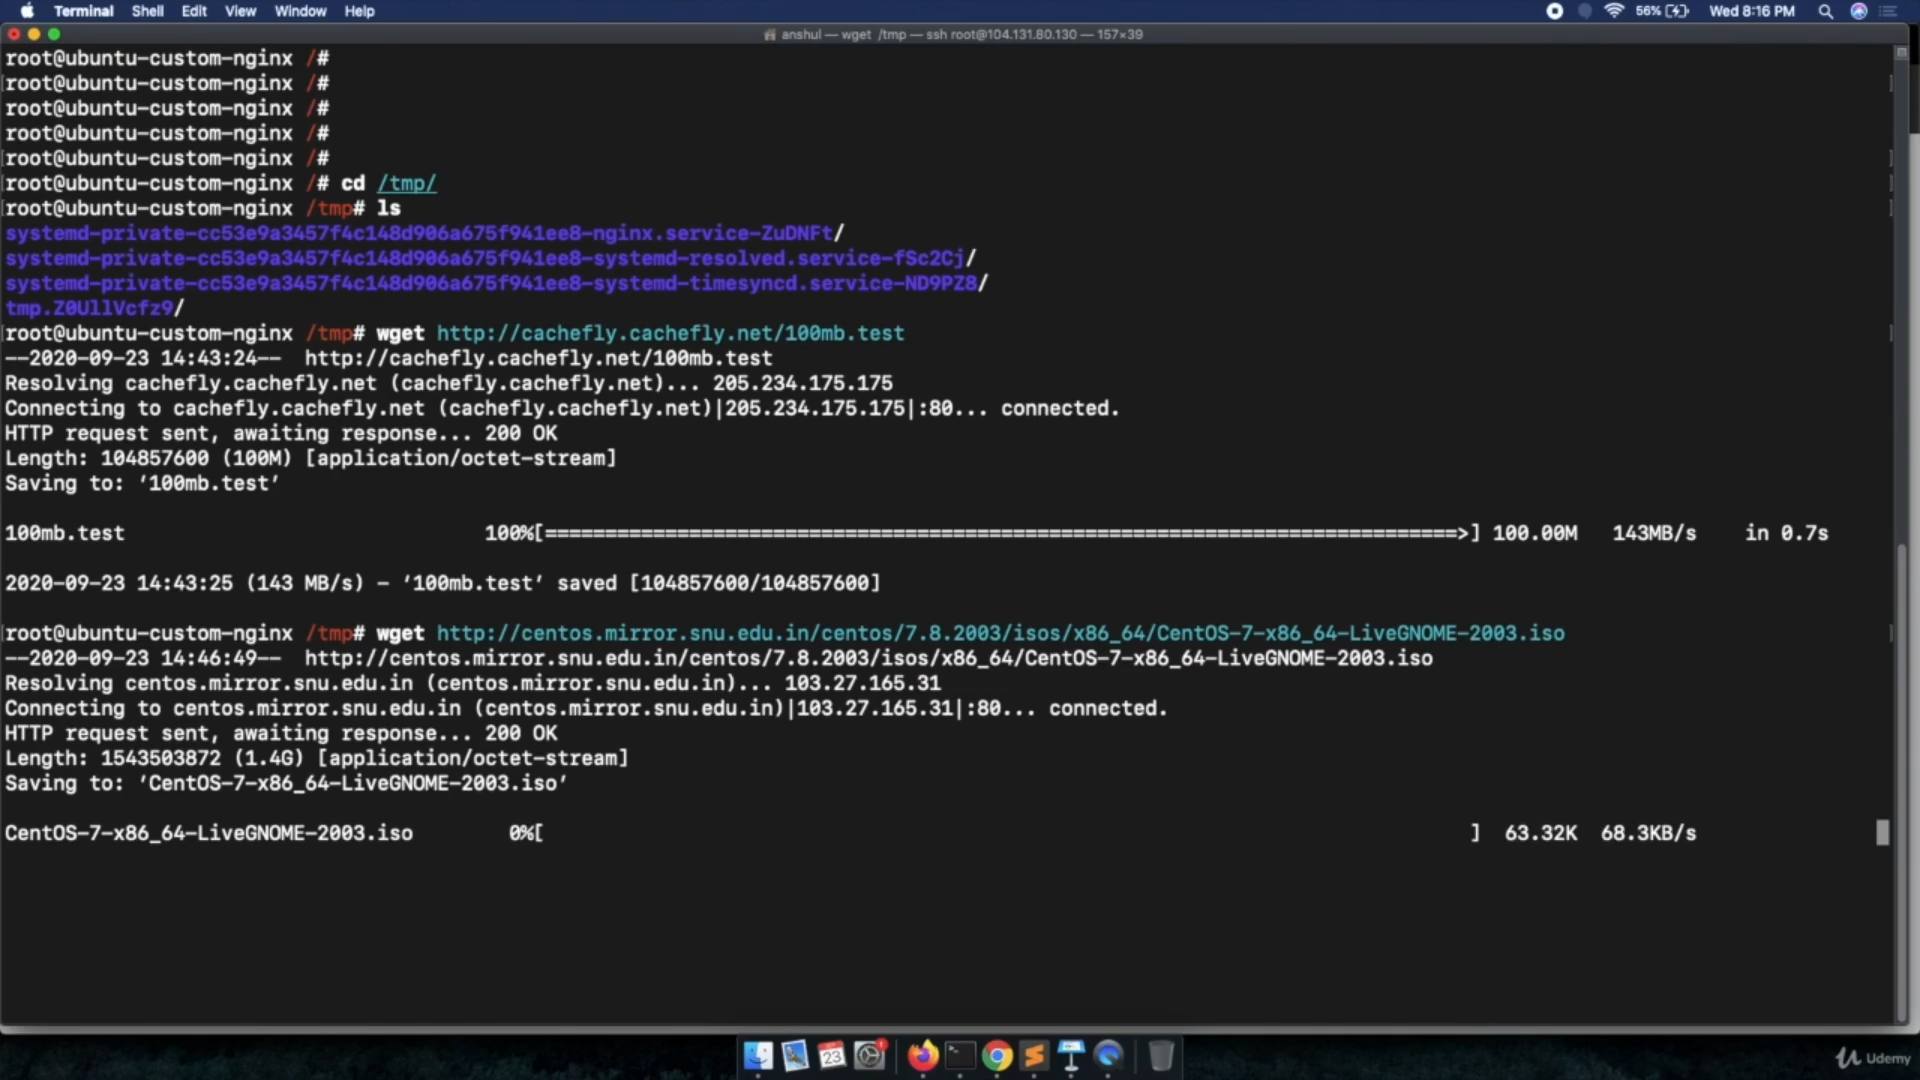 Terminal Shell Edit View Window Help 56% Wed 8:16 PM
anshul — wget /tmp — ssh root@104.131.80.130 — 157×39
root@ubuntu-custom-nginx /#
root@ubuntu-custom-nginx /#
root@ubuntu-custom-nginx /#
root@ubuntu-custom-nginx /#
root@ubuntu-custom-nginx /#
root@ubuntu-custom-nginx /# cd /tmp/
root@ubuntu-custom-nginx /tmp# ls
systemd-private-cc53e9a3457f4c148d906a675f941ee8-nginx.service-ZuDNFt/
systemd-private-cc53e9a3457f4c148d906a675f941ee8-systemd-resolved.service-fSc2Cj/
systemd-private-cc53e9a3457f4c148d906a675f941ee8-systemd-timesyncd.service-ND9PZ8/
tmp.Z0UllVcfz9/
root@ubuntu-custom-nginx /tmp# wget http://cachefly.cachefly.net/100mb.test
--2020-09-23 14:43:24-- http://cachefly.cachefly.net/100mb.test
Resolving cachefly.cachefly.net (cachefly.cachefly.net)... 205.234.175.175
Connecting to cachefly.cachefly.net (cachefly.cachefly.net)|205.234.175.175|:80... connected.
HTTP request sent, awaiting response... 200 OK
Length: 104857600 (100M) [application/octet-stream]
Saving to: ‘100mb.test’
100mb.test 100%[============================================================================>] 100.00M 143MB/s in 0.7s
2020-09-23 14:43:25 (143 MB/s) - ‘100mb.test’ saved [104857600/104857600]
root@ubuntu-custom-nginx /tmp# wget http://centos.mirror.snu.edu.in/centos/7.8.2003/isos/x86_64/CentOS-7-x86_64-LiveGNOME-2003.iso
--2020-09-23 14:46:49-- http://centos.mirror.snu.edu.in/centos/7.8.2003/isos/x86_64/CentOS-7-x86_64-LiveGNOME-2003.iso
Resolving centos.mirror.snu.edu.in (centos.mirror.snu.edu.in)... 103.27.165.31
Connecting to centos.mirror.snu.edu.in (centos.mirror.snu.edu.in)|103.27.165.31|:80... connected.
HTTP request sent, awaiting response... 200 OK
Length: 1543503872 (1.4G) [application/octet-stream]
Saving to: ‘CentOS-7-x86_64-LiveGNOME-2003.iso’
CentOS-7-x86_64-LiveGNOME-2003.iso 0%[ ] 63.32K 68.3KB/s
23
Udemy